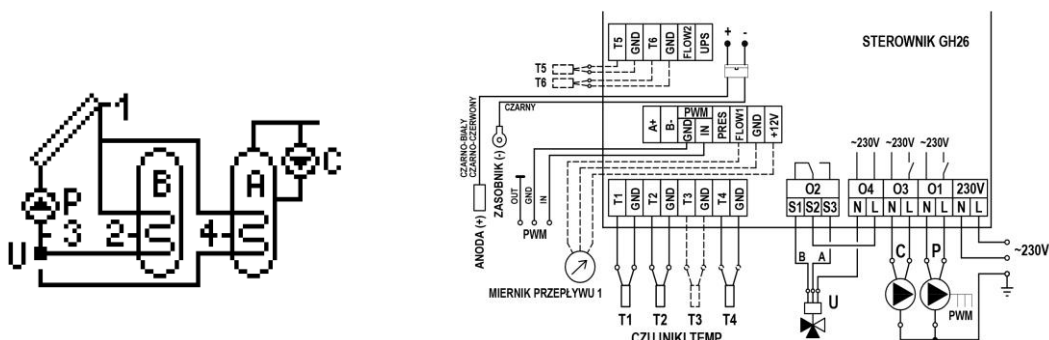 1
B
A
C
P
3
2
4
U
T5 GND T6 GND FLOW2 UPS
+ -
STEROWNIK GH26
T5
T6
CZARNO-BIAŁY
CZARNO-CZERWONY
CZARNY
ZASOBNIK (-)
ANODA (+)
PWM
A+ B- GND IN PRES FLOW1 GND +12V
OUT GND IN
PWM
T1 GND T2 GND T3 GND T4 GND
MIERNIK PRZEPŁYWU 1
T1 T2 T3 T4
CZUJNIKI TEMP
~230V ~230V ~230V
O2 O4 O3 O1 230V
S1 S2 S3 N L N L N L N L
B A C P
~230V
U
PWM